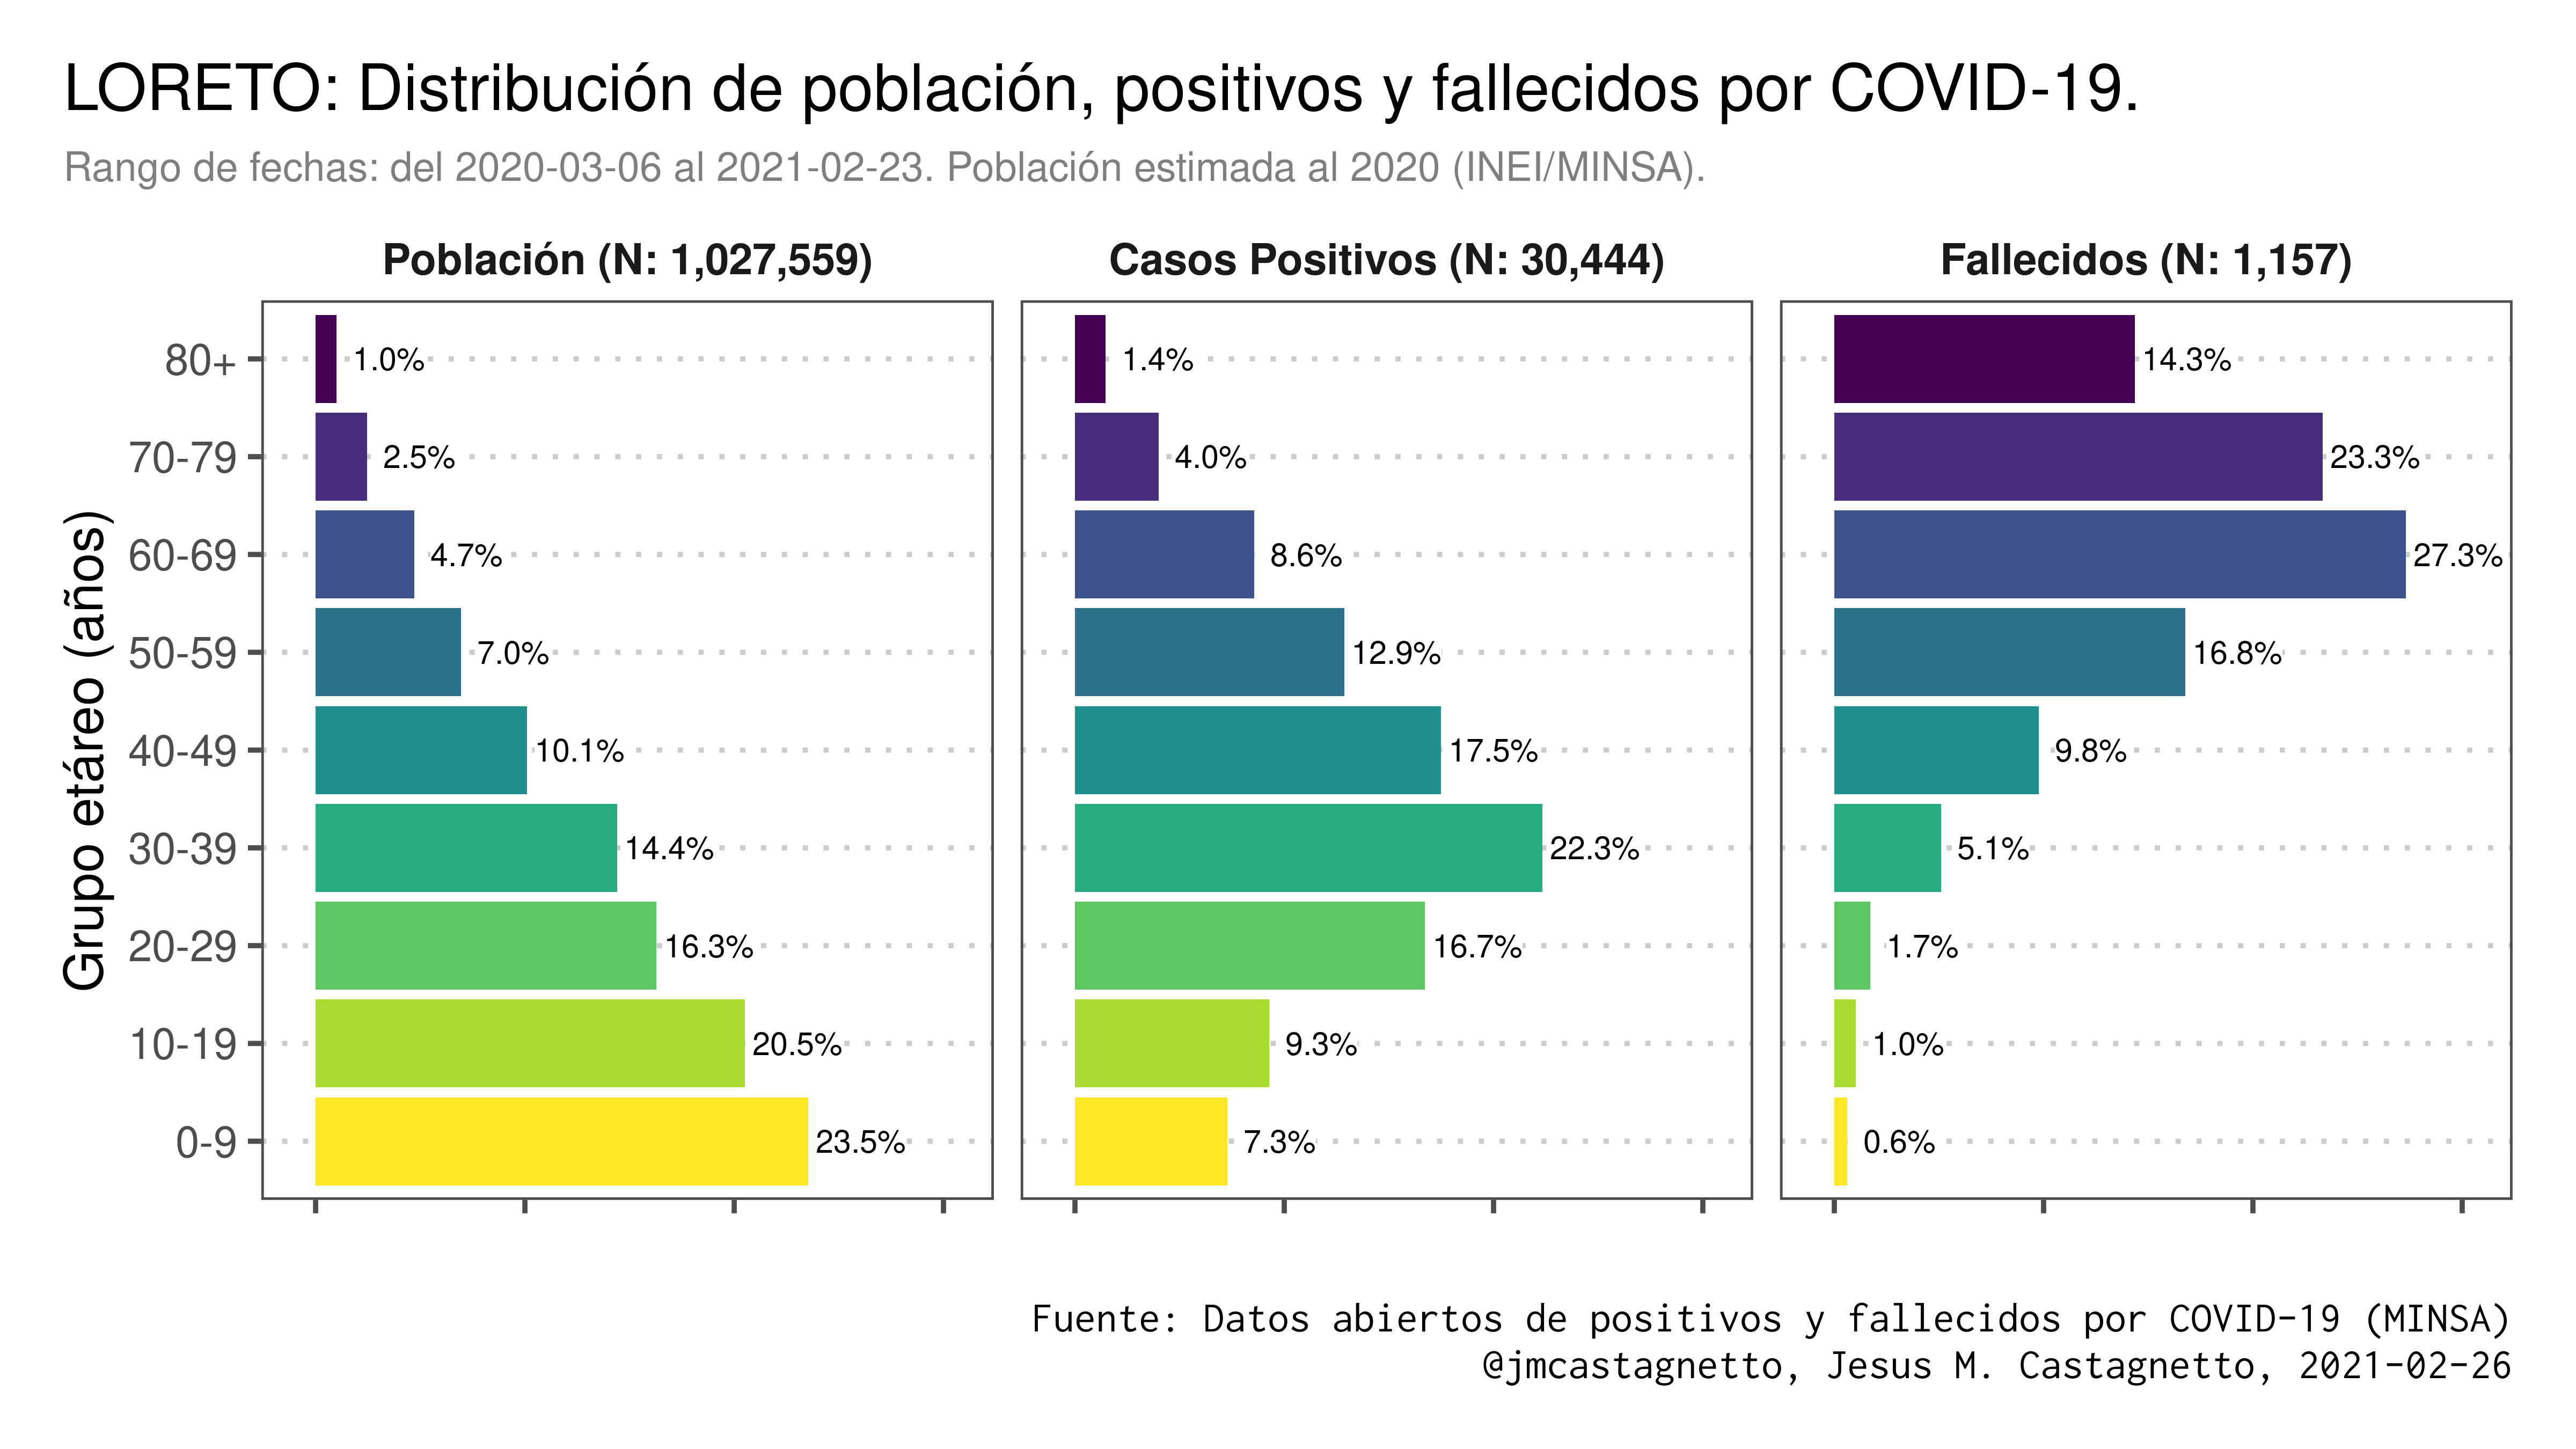 LORETO: Distribución de población, positivos y fallecidos por COVID-19.
Rango de fechas: del 2020-03-06 al 2021-02-23. Población estimada al 2020 (INEI/MINSA).
Población (N: 1,027,559)
Casos Positivos (N: 30,444)
Fallecidos (N: 1,157)
Grupo etáreo (años)
80+ 1.0% 1.4% 14.3%
70-79 2.5% 4.0% 23.3%
60-69 4.7% 8.6% 27.3%
50-59 7.0% 12.9% 16.8%
40-49 10.1% 17.5% 9.8%
30-39 14.4% 22.3% 5.1%
20-29 16.3% 16.7% 1.7%
10-19 20.5% 9.3% 1.0%
0-9 23.5% 7.3% 0.6%
Fuente: Datos abiertos de positivos y fallecidos por COVID-19 (MINSA)
@jmcastagnetto, Jesus M. Castagnetto, 2021-02-26